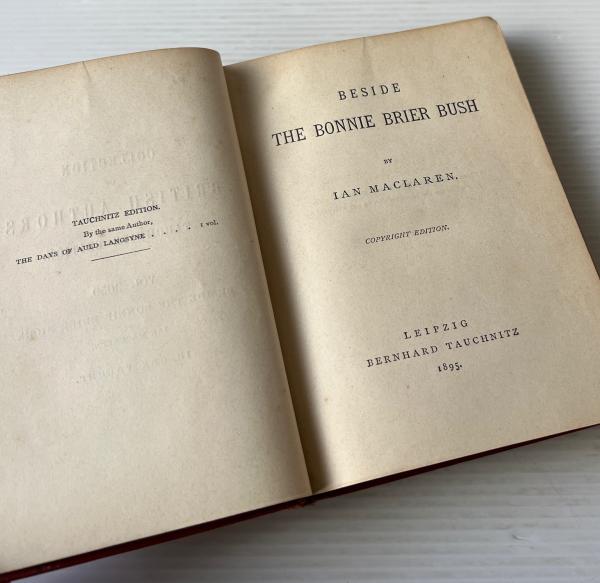 TAUCHNITZ EDITION.
By the same Author,
THE DAYS OF AULD LANGSYNE . . . . 1 vol.
BESIDE
THE BONNIE BRIER BUSH
BY
IAN MACLAREN.
COPYRIGHT EDITION.
LEIPZIG
BERNHARD TAUCHNITZ
1895.